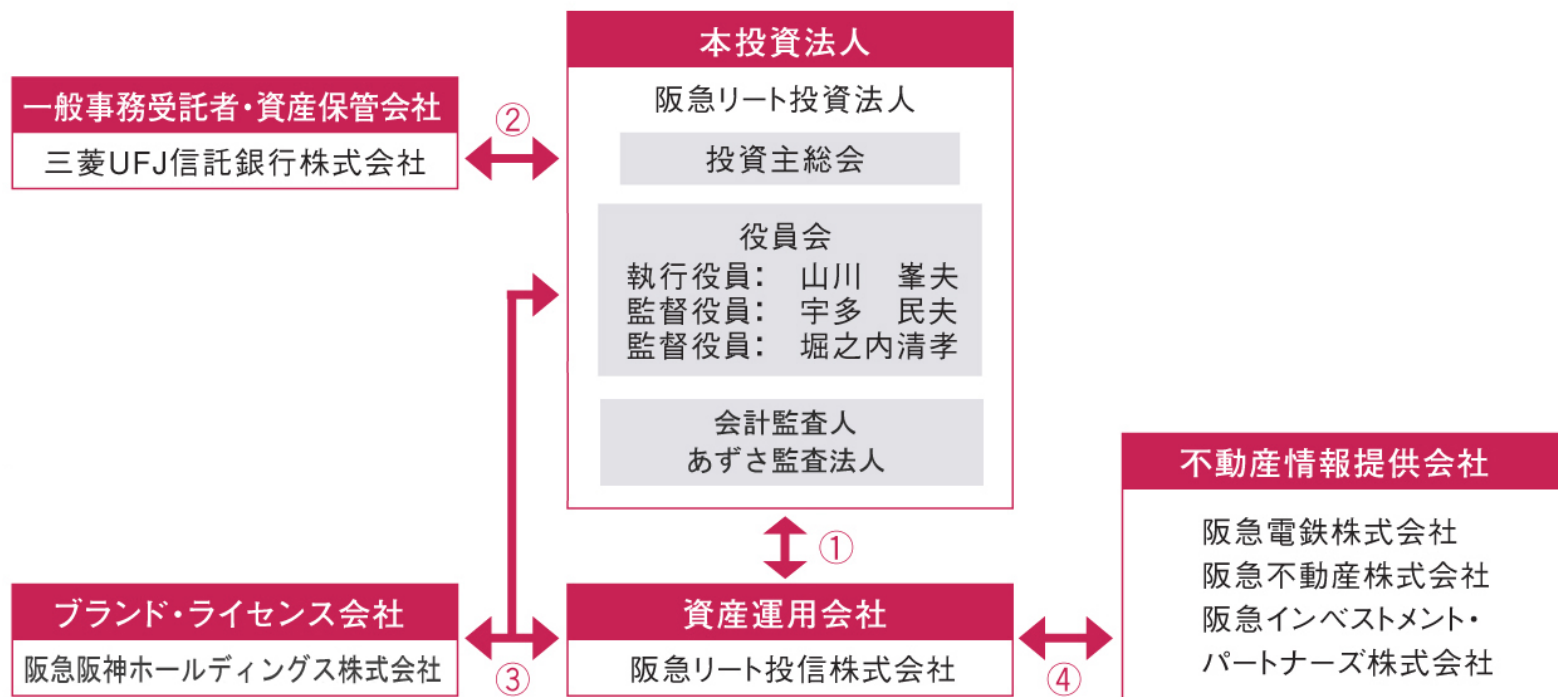 本投資法人
阪急リート投資法人
投資主総会
役員会
執行役員： 山川　峯夫
監督役員： 宇多　民夫
監督役員： 堀之内清孝
会計監査人
あずさ監査法人
一般事務受託者・資産保管会社
三菱UFJ信託銀行株式会社
②
①
ブランド・ライセンス会社
阪急阪神ホールディングス株式会社
③
資産運用会社
阪急リート投信株式会社
④
不動産情報提供会社
阪急電鉄株式会社
阪急不動産株式会社
阪急インベストメント・
パートナーズ株式会社